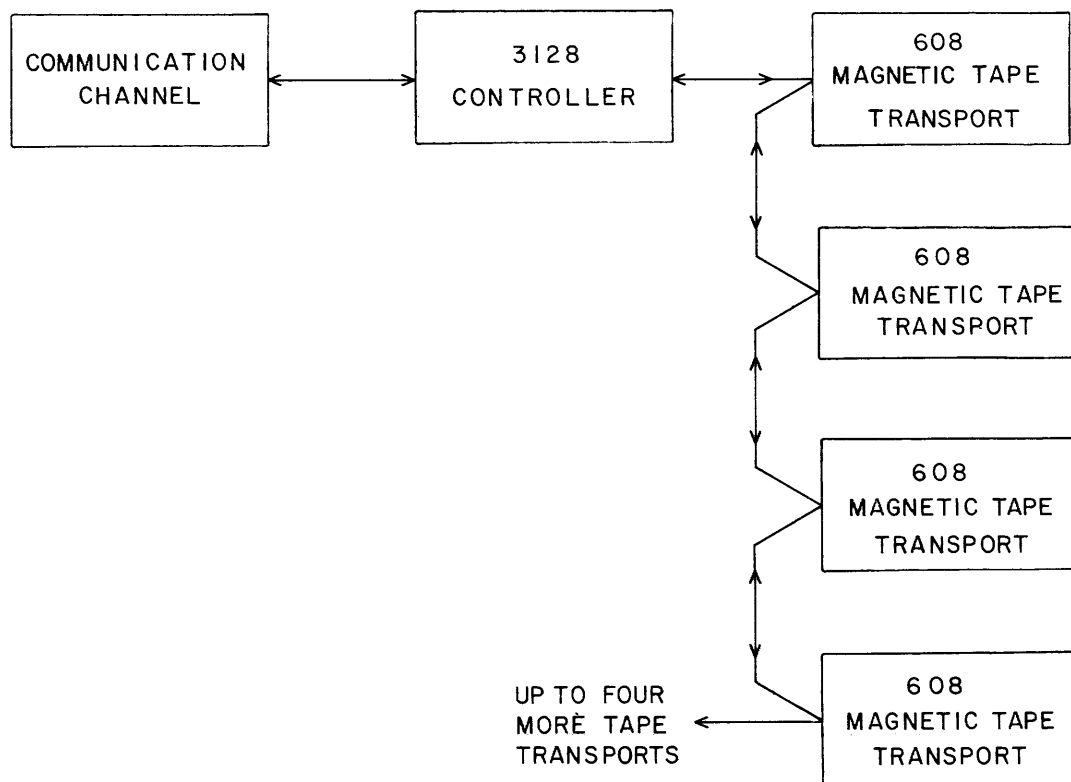 COMMUNICATION
CHANNEL
3128
CONTROLLER
608
MAGNETIC TAPE
TRANSPORT
608
MAGNETIC TAPE
TRANSPORT
608
MAGNETIC TAPE
TRANSPORT
608
MAGNETIC TAPE
TRANSPORT
UP TO FOUR
MORE TAPE
TRANSPORTS